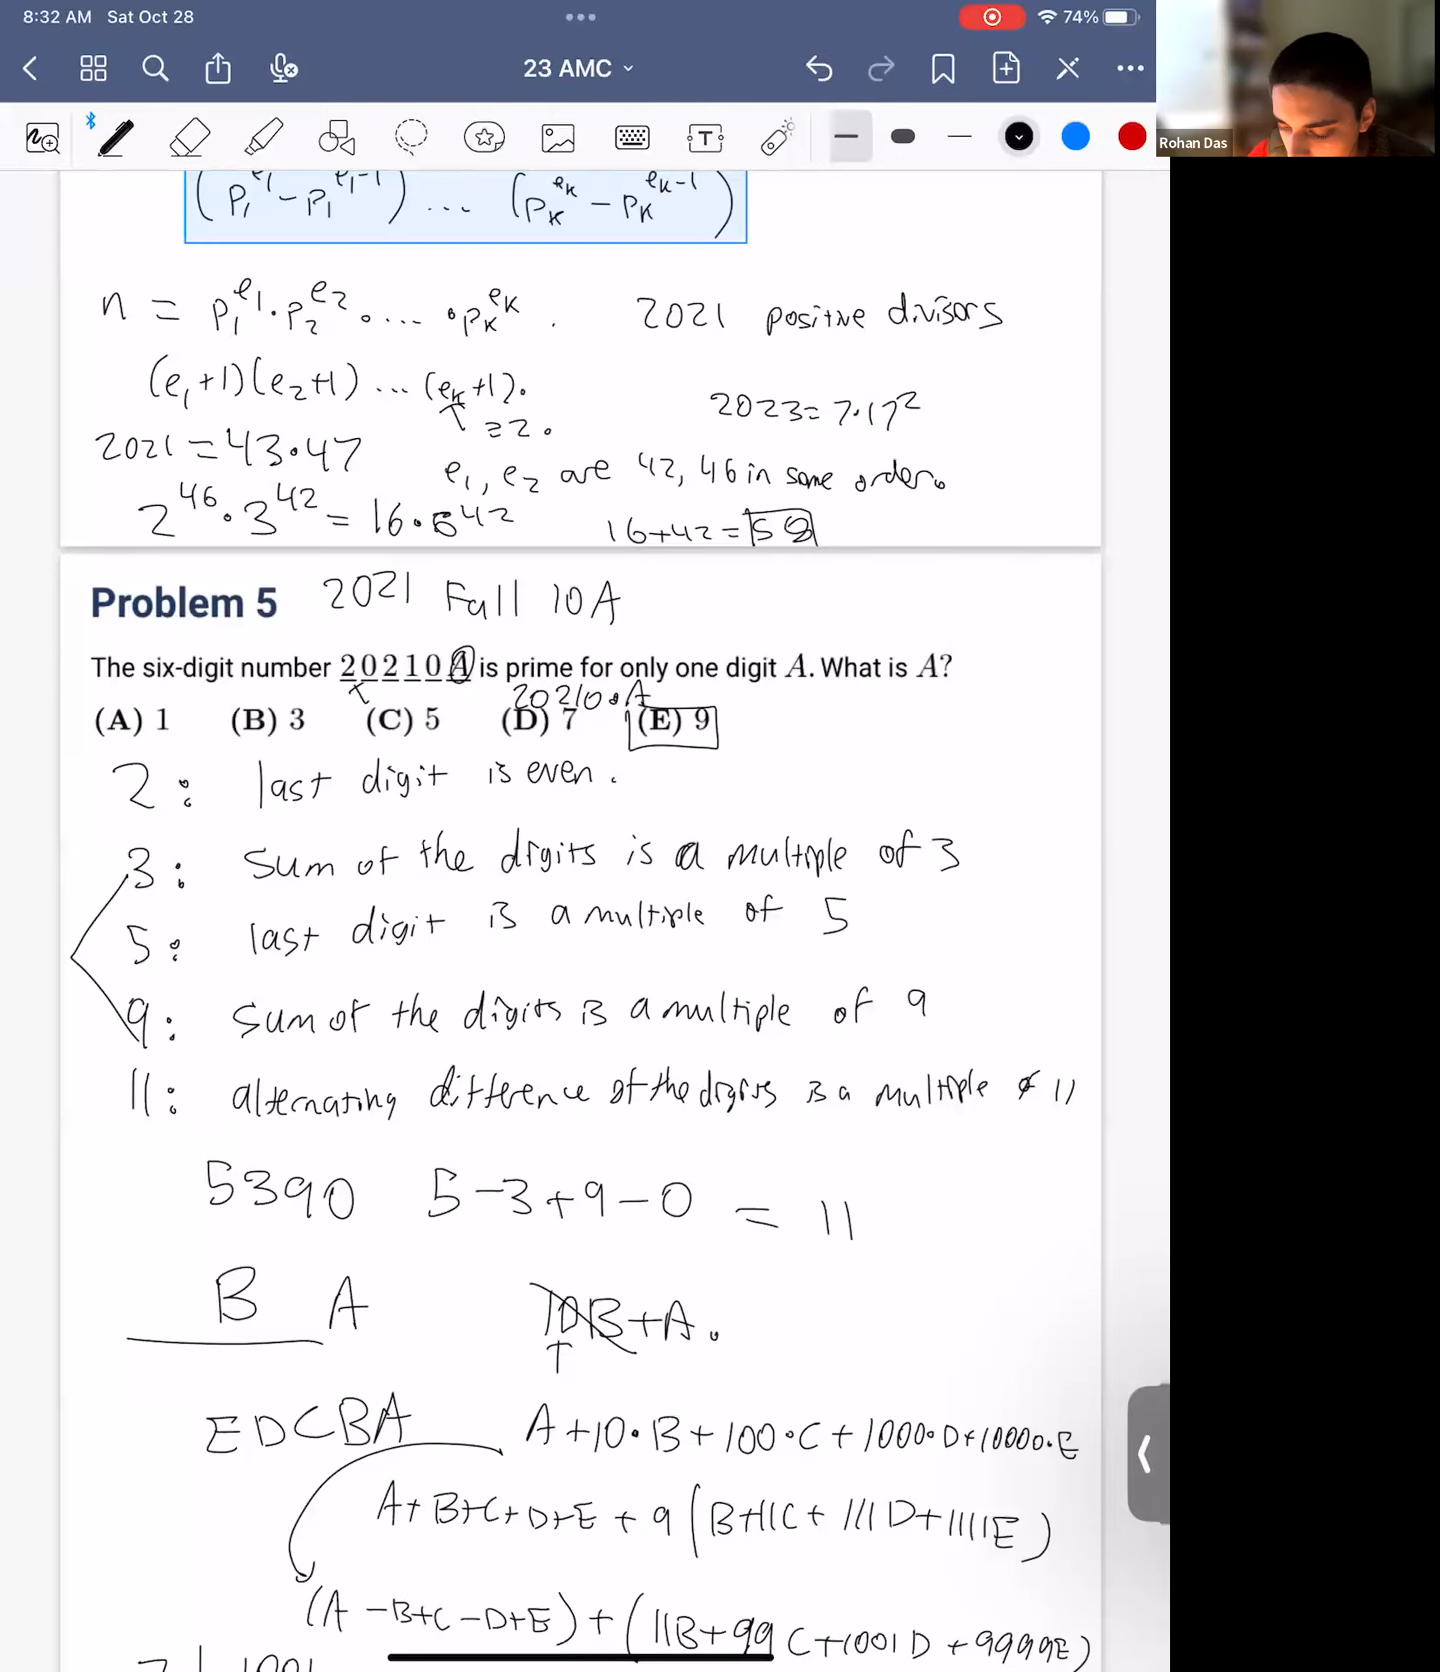 8:32 AM Sat Oct 28
74%
23 AMC
Rohan Das
(p₁^e₁ − p₁^(e₁−1)) ... (p_k^e_k − p_k^(e_k−1))
n = p₁^e₁ · p₂^e₂ · ... · p_k^e_k . 2021 positive divisors
(e₁+1)(e₂+1) ... (e_k+1).
≥2.
2023 = 7·17²
2021 = 43·47
e₁, e₂ are 42, 46 in some order.
2^46 · 3^42 = 16·6^42 16+42 = 58
Problem 5 2021 Fall 10A
The six-digit number 2 0 2 1 0 A is prime for only one digit A. What is A?
20210·A
(A) 1 (B) 3 (C) 5 (D) 7 (E) 9
2: last digit is even.
3: sum of the digits is a multiple of 3
5: last digit is a multiple of 5
9: sum of the digits is a multiple of 9
11: alternating difference of the digits is a multiple of 11
5390 5−3+9−0 = 11
B A 10B+A.
EDCBA A+10·B+100·C+1000·D+10000·E
A+B+C+D+E + 9(B+11C+111D+1111E)
(A−B+C−D+E)+(11B+99C+1001D+9999E)